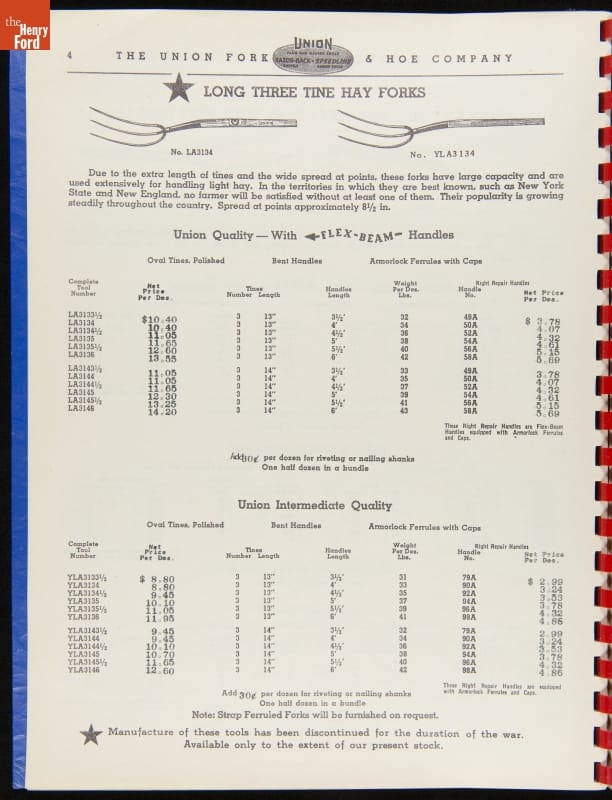 the
Henry
Ford
4 THE UNION FORK & HOE COMPANY
UNION
RAZOR-BACK SPEEDLINE
LONG THREE TINE HAY FORKS
No. LA3134 No. YLA3134
Due to the extra length of tines and the wide spread at points, these forks have large capacity and are
used extensively for handling light hay. In the territories in which they are best known, such as New York
State and New England, no farmer will be satisfied without at least one of them. Their popularity is growing
steadily throughout the country. Spread at points approximately 8½ in.
Union Quality — With FLEX-BEAM Handles
Oval Tines, Polished Bent Handles Armorlock Ferrules with Caps
Complete Tool Number Net Price Per Doz. Tines Number Length Handles Length Weight Per Doz. Lbs. Right Repair Handles Handle No. Net Price Per Doz.
LA3133½ $10.40 3 13" 3½' 32 49A $ 3.78
LA3134 10.40 3 13" 4' 34 50A 4.07
LA3134½ 11.05 3 13" 4½' 36 52A 4.32
LA3135 11.65 3 13" 5' 38 54A 4.61
LA3135½ 12.60 3 13" 5½' 40 56A 5.15
LA3136 13.55 3 13" 6' 42 58A 5.69
LA3143½ 11.05 3 14" 3½' 33 49A 3.78
LA3144 11.05 3 14" 4' 35 50A 4.07
LA3144½ 11.65 3 14" 4½' 37 52A 4.32
LA3145 12.30 3 14" 5' 39 54A 4.61
LA3145½ 13.25 3 14" 5½' 41 56A 5.15
LA3146 14.20 3 14" 6' 43 58A 5.69
These Right Repair Handles are Flex-Beam
Handles equipped with Armorlock Ferrules
and Caps.
Add 30¢ per dozen for riveting or nailing shanks
One half dozen in a bundle
Union Intermediate Quality
Oval Tines, Polished Bent Handles Armorlock Ferrules with Caps
Complete Tool Number Net Price Per Doz. Tines Number Length Handles Length Weight Per Doz. Lbs. Right Repair Handles Handle No. Net Price Per Doz.
YLA3133½ $ 8.80 3 13" 3½' 31 79A $ 2.99
YLA3134 8.80 3 13" 4' 33 90A 3.24
YLA3134½ 9.45 3 13" 4½' 35 92A 3.53
YLA3135 10.10 3 13" 5' 37 94A 3.78
YLA3135½ 11.05 3 13" 5½' 39 96A 4.32
YLA3136 11.95 3 13" 6' 41 98A 4.86
YLA3143½ 9.45 3 14" 3½' 32 79A 2.99
YLA3144 9.45 3 14" 4' 34 90A 3.24
YLA3144½ 10.10 3 14" 4½' 36 92A 3.53
YLA3145 10.70 3 14" 5' 38 94A 3.78
YLA3145½ 11.65 3 14" 5½' 40 96A 4.32
YLA3146 12.60 3 14" 6' 42 98A 4.86
These Right Repair Handles are equipped
with Armorlock Ferrules and Caps.
Add 30¢ per dozen for riveting or nailing shanks
One half dozen in a bundle
Note: Strap Ferruled Forks will be furnished on request.
Manufacture of these tools has been discontinued for the duration of the war.
Available only to the extent of our present stock.